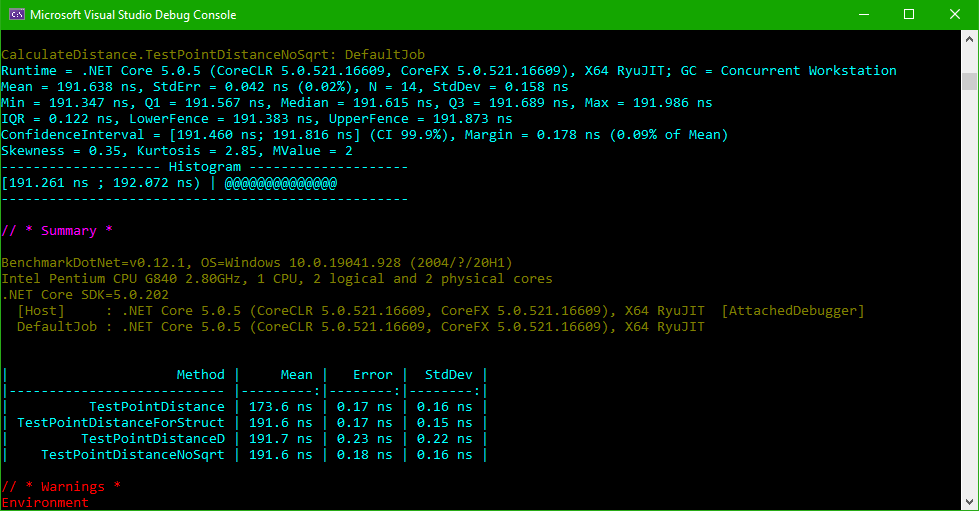 Microsoft Visual Studio Debug Console
CalculateDistance.TestPointDistanceNoSqrt: DefaultJob
Runtime = .NET Core 5.0.5 (CoreCLR 5.0.521.16609, CoreFX 5.0.521.16609), X64 RyuJIT; GC = Concurrent Workstation
Mean = 191.638 ns, StdErr = 0.042 ns (0.02%), N = 14, StdDev = 0.158 ns
Min = 191.347 ns, Q1 = 191.567 ns, Median = 191.615 ns, Q3 = 191.689 ns, Max = 191.986 ns
IQR = 0.122 ns, LowerFence = 191.383 ns, UpperFence = 191.873 ns
ConfidenceInterval = [191.460 ns; 191.816 ns] (CI 99.9%), Margin = 0.178 ns (0.09% of Mean)
Skewness = 0.35, Kurtosis = 2.85, MValue = 2
-------------------- Histogram --------------------
[191.261 ns ; 192.072 ns) | @@@@@@@@@@@@@@
---------------------------------------------------
// * Summary *
BenchmarkDotNet=v0.12.1, OS=Windows 10.0.19041.928 (2004/?/20H1)
Intel Pentium CPU G840 2.80GHz, 1 CPU, 2 logical and 2 physical cores
.NET Core SDK=5.0.202
  [Host]     : .NET Core 5.0.5 (CoreCLR 5.0.521.16609, CoreFX 5.0.521.16609), X64 RyuJIT  [AttachedDebugger]
  DefaultJob : .NET Core 5.0.5 (CoreCLR 5.0.521.16609, CoreFX 5.0.521.16609), X64 RyuJIT
|                     Method |     Mean |   Error |  StdDev |
|--------------------------- |---------:|--------:|--------:|
|          TestPointDistance | 173.6 ns | 0.17 ns | 0.16 ns |
| TestPointDistanceForStruct | 191.6 ns | 0.17 ns | 0.15 ns |
|         TestPointDistanceD | 191.7 ns | 0.23 ns | 0.22 ns |
|    TestPointDistanceNoSqrt | 191.6 ns | 0.18 ns | 0.16 ns |
// * Warnings *
Environment